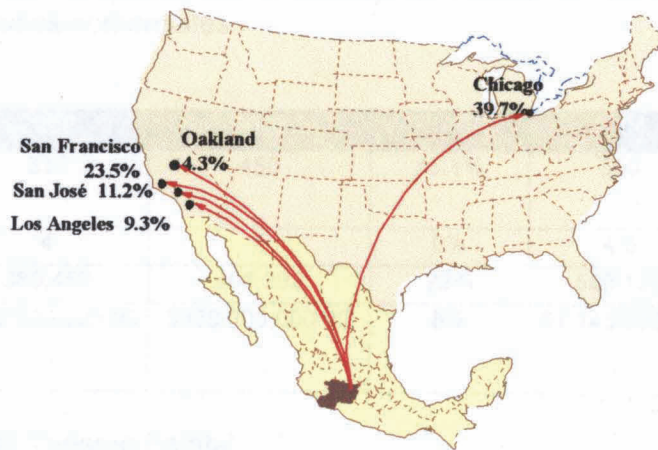 Chicago
39.7%
San Francisco
23.5%
Oakland
4.3%
San José 11.2%
Los Angeles 9.3%